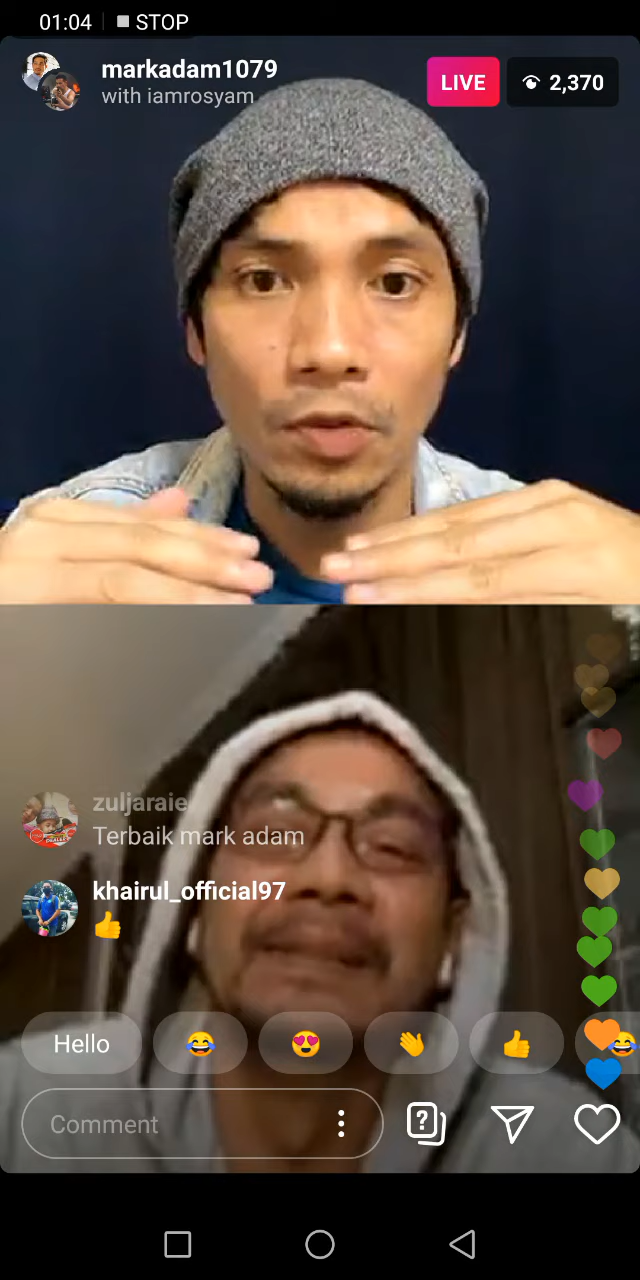 01:04 STOP
markadam1079
with iamrosyam
LIVE
2,370
zuljaraie
Terbaik mark adam
khairul_official97
Hello
Comment